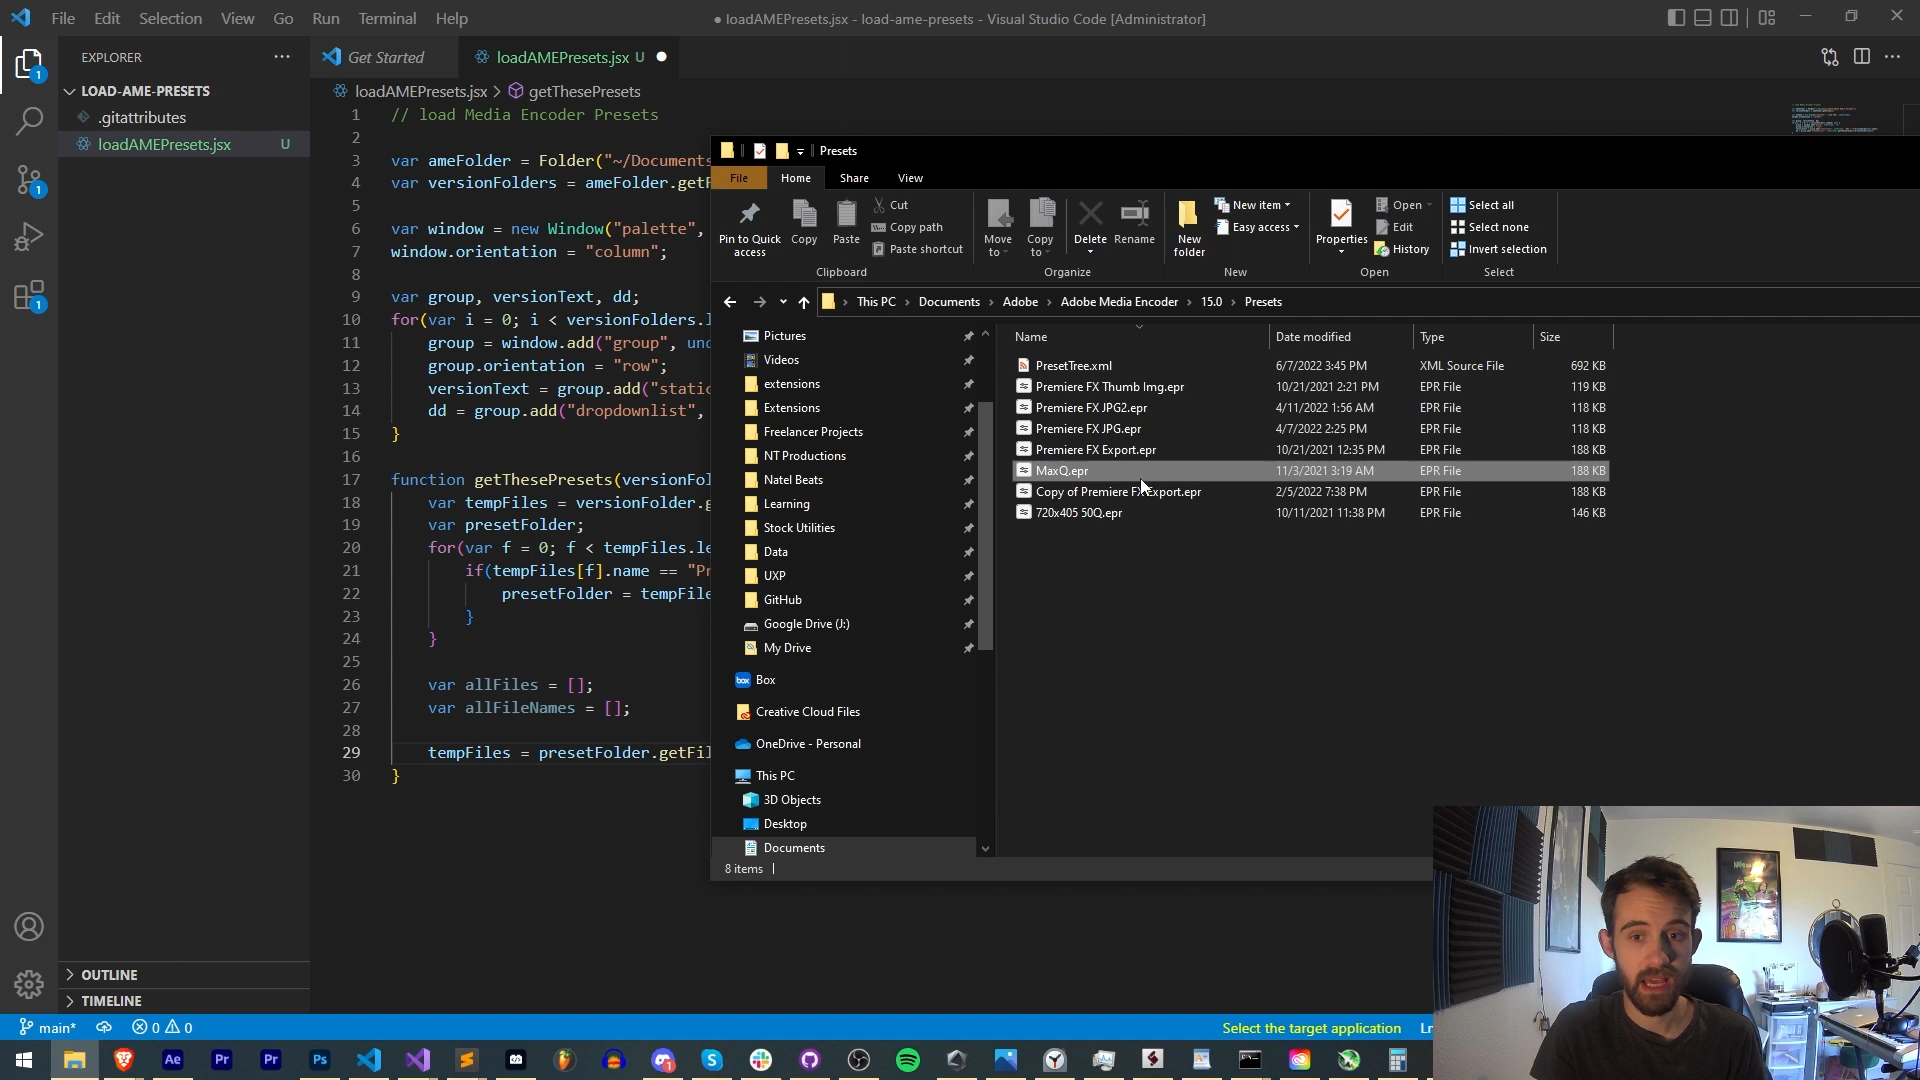 File Edit Selection View Go Run Terminal Help
● loadAMEPresets.jsx - load-ame-presets - Visual Studio Code [Administrator]
EXPLORER
LOAD-AME-PRESETS
.gitattributes
loadAMEPresets.jsx U
OUTLINE
TIMELINE
1
1
1
Get Started
loadAMEPresets.jsx U
loadAMEPresets.jsx > getThesePresets
1 // load Media Encoder Presets
2
3 var ameFolder = Folder("~/Documents
4 var versionFolders = ameFolder.getF
5
6 var window = new Window("palette",
7 window.orientation = "column";
8
9 var group, versionText, dd;
10 for(var i = 0; i < versionFolders.l
11 group = window.add("group", und
12 group.orientation = "row";
13 versionText = group.add("static
14 dd = group.add("dropdownlist",
15 }
16
17 function getThesePresets(versionFol
18 var tempFiles = versionFolder.g
19 var presetFolder;
20 for(var f = 0; f < tempFiles.le
21 if(tempFiles[f].name == "Pr
22 presetFolder = tempFile
23 }
24 }
25
26 var allFiles = [];
27 var allFileNames = [];
28
29 tempFiles = presetFolder.getFil
30 }
Presets
File Home Share View
Pin to Quick access
Copy
Paste
Cut
Copy path
Paste shortcut
Clipboard
Move to
Copy to
Delete
Rename
Organize
New folder
New item
Easy access
New
Properties
Open
Edit
History
Open
Select all
Select none
Invert selection
Select
This PC > Documents > Adobe > Adobe Media Encoder > 15.0 > Presets
Pictures
Videos
extensions
Extensions
Freelancer Projects
NT Productions
Natel Beats
Learning
Stock Utilities
Data
UXP
GitHub
Google Drive (J:)
My Drive
Box
Creative Cloud Files
OneDrive - Personal
This PC
3D Objects
Desktop
Documents
Name Date modified Type Size
PresetTree.xml 6/7/2022 3:45 PM XML Source File 692 KB
Premiere FX Thumb Img.epr 10/21/2021 2:21 PM EPR File 119 KB
Premiere FX JPG2.epr 4/11/2022 1:56 AM EPR File 118 KB
Premiere FX JPG.epr 4/7/2022 2:25 PM EPR File 118 KB
Premiere FX Export.epr 10/21/2021 12:35 PM EPR File 188 KB
MaxQ.epr 11/3/2021 3:19 AM EPR File 188 KB
Copy of Premiere FX Export.epr 2/5/2022 7:38 PM EPR File 188 KB
720x405 50Q.epr 10/11/2021 11:38 PM EPR File 146 KB
8 items
main* 0 0
Select the target application
Ln
Ae Pr Pr Ps